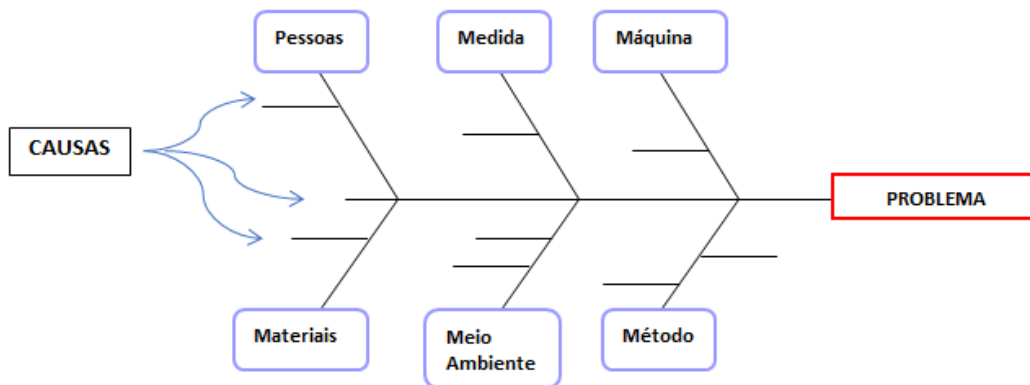 Pessoas
Medida
Máquina
CAUSAS
PROBLEMA
Materiais
Meio
Ambiente
Método